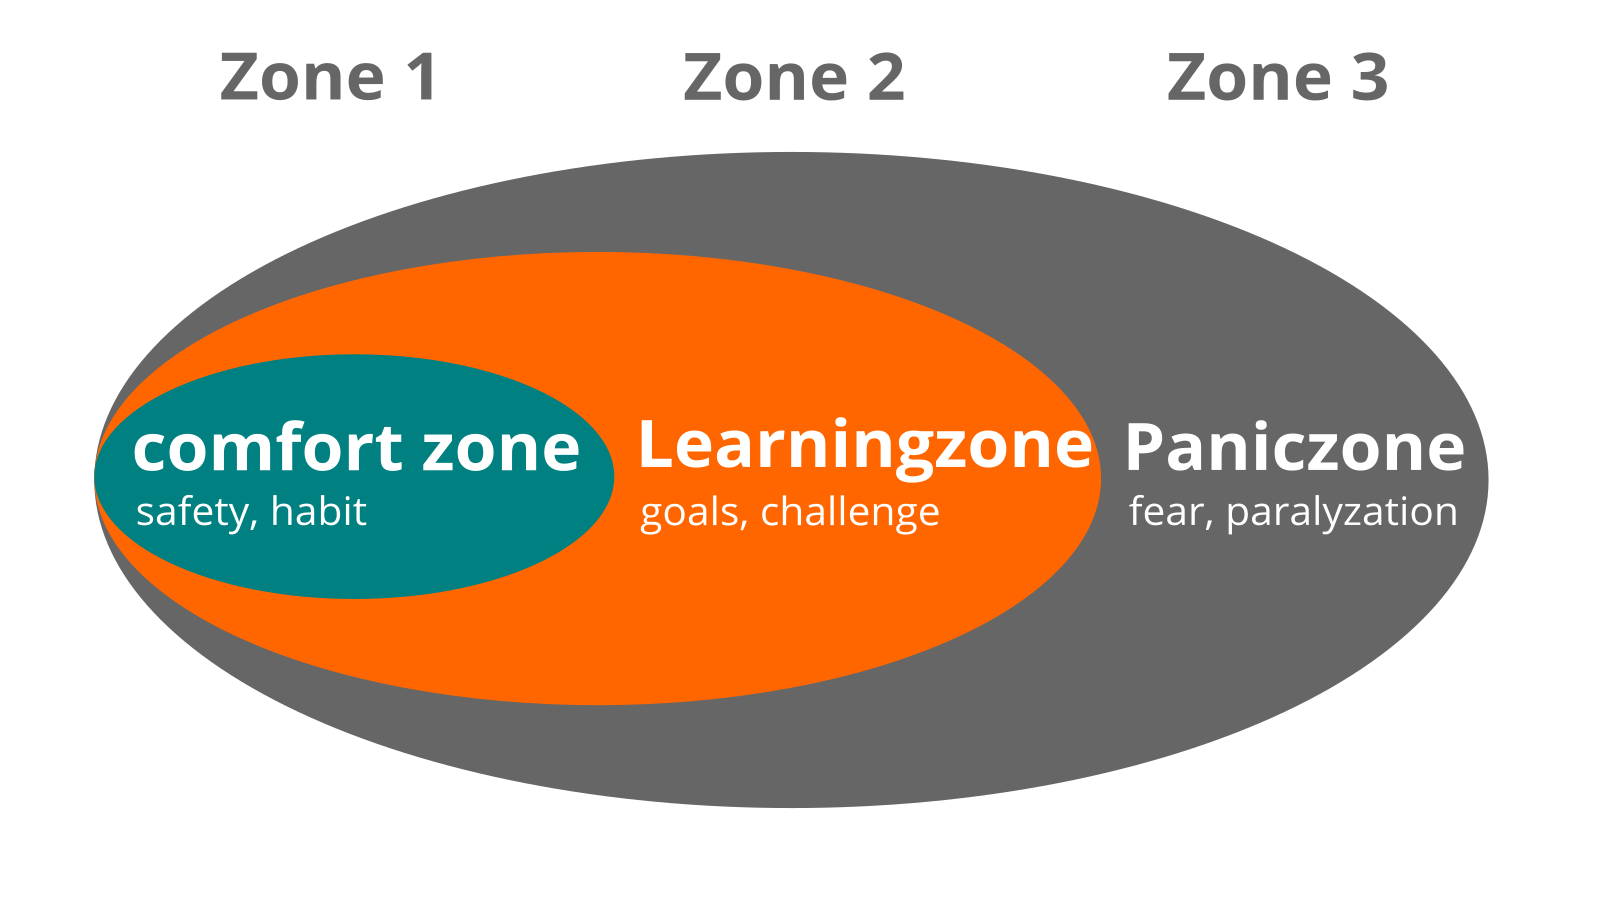 Zone 1
Zone 2
Zone 3
comfort zone
safety, habit
Learningzone
goals, challenge
Paniczone
fear, paralyzation